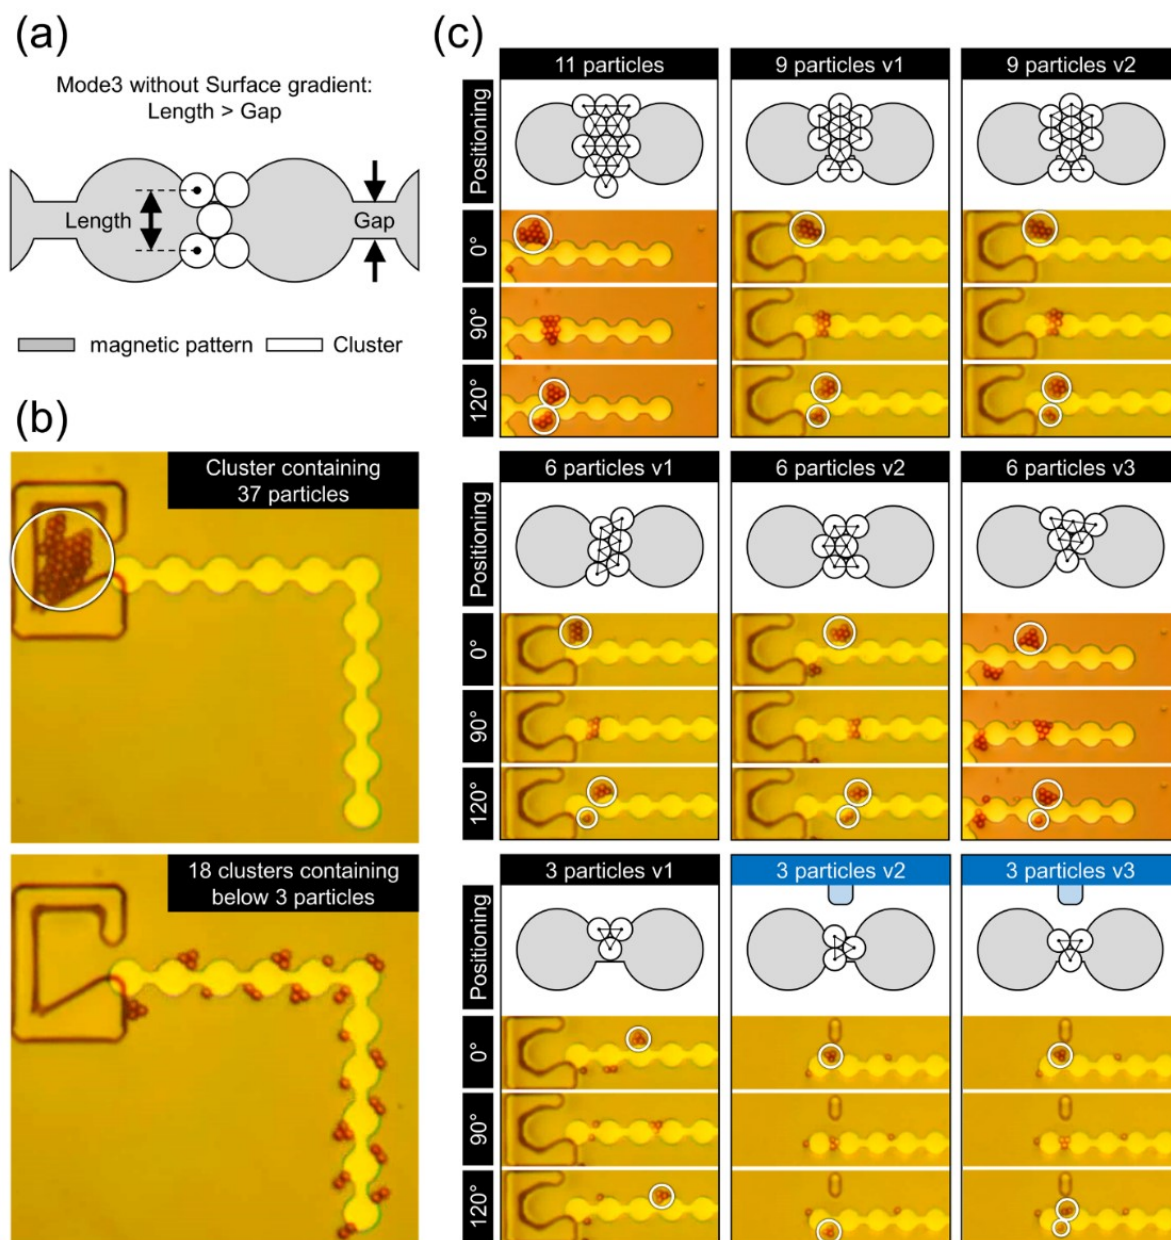 (a)
Mode3 without Surface gradient:
Length > Gap
Length
Gap
magnetic pattern
Cluster
(b)
Cluster containing
37 particles
18 clusters containing
below 3 particles
(c)
11 particles
9 particles v1
9 particles v2
Positioning
0°
90°
120°
6 particles v1
6 particles v2
6 particles v3
Positioning
0°
90°
120°
3 particles v1
3 particles v2
3 particles v3
Positioning
0°
90°
120°